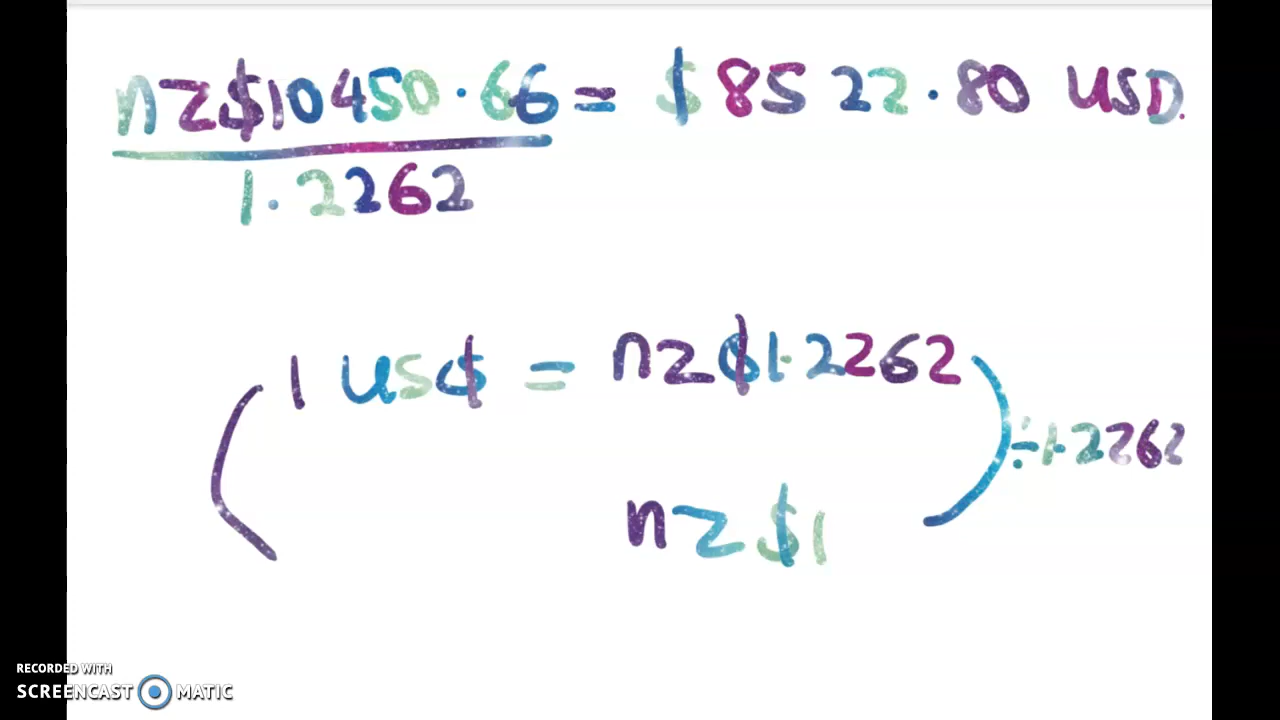 nz$10450.66 = $8522.80 USD.
1.2262
1 US$ = nz$1.2262
÷1.2262
nz$1
RECORDED WITH
SCREENCAST MATIC